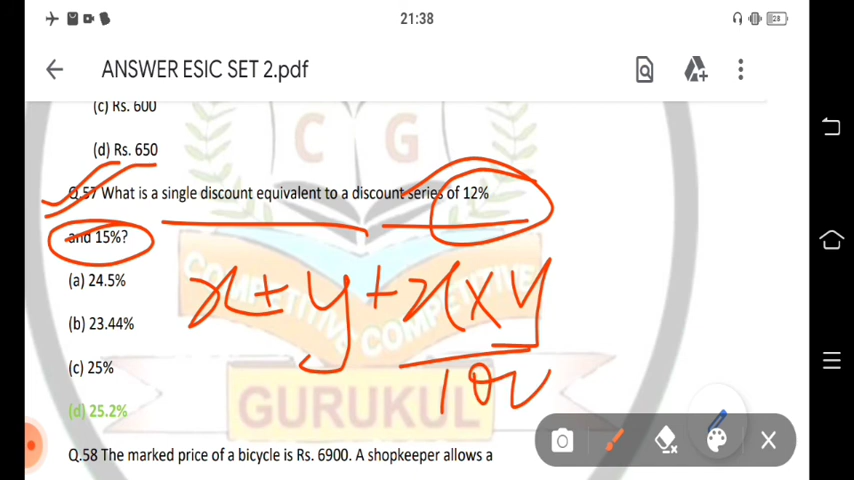 21:38
28
ANSWER ESIC SET 2.pdf
(c) Rs. 600
(d) Rs. 650
C G
Q.57 What is a single discount equivalent to a discount series of 12%
and 15%?
(a) 24.5%
x ± y + x × y
(b) 23.44%
100
(c) 25%
GURUKUL
(d) 25.2%
Q.58 The marked price of a bicycle is Rs. 6900. A shopkeeper allows a